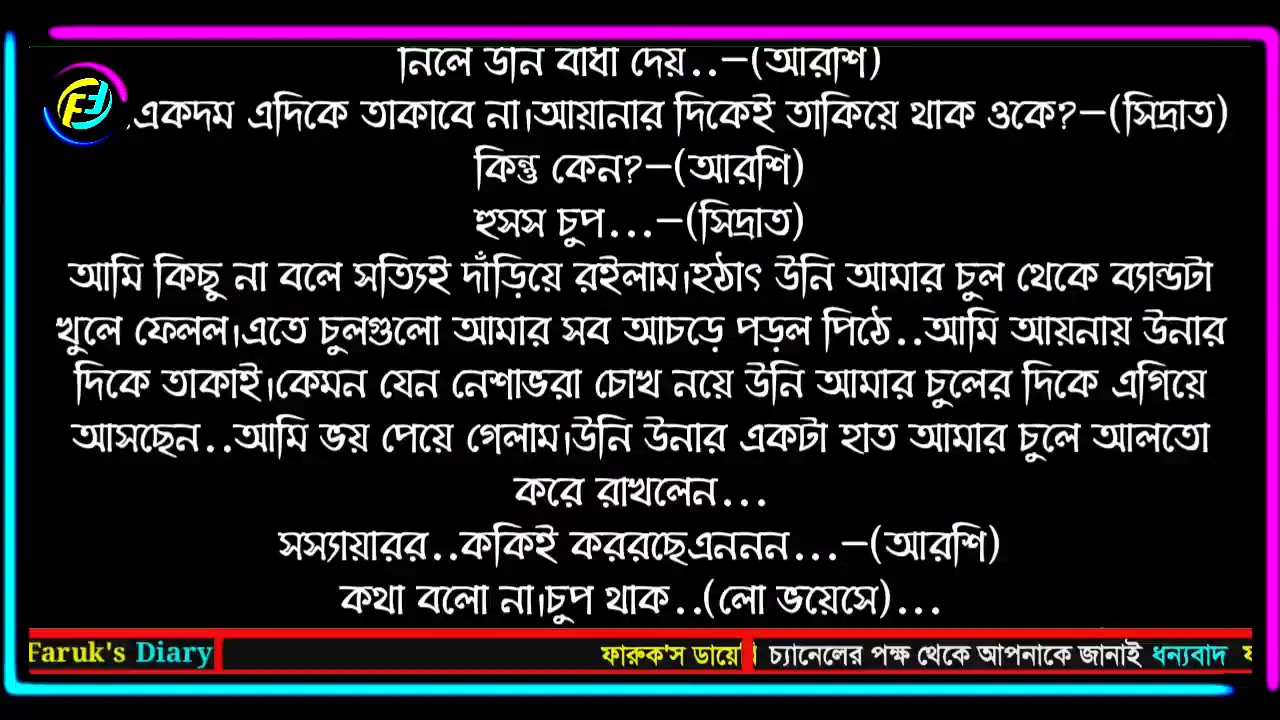 নিলে উনি বাধা দেয়..-(আরশি)
একদম এদিকে তাকাবে না।আয়ানার দিকেই তাকিয়ে থাক ওকে?-(সিদ্রাত)
কিন্তু কেন?-(আরশি)
হুসস চুপ...-(সিদ্রাত)
আমি কিছু না বলে সত্যিই দাঁড়িয়ে রইলাম।হঠাৎ উনি আমার চুল থেকে ব্যান্ডটা
খুলে ফেলল।এতে চুলগুলো আমার সব আচড়ে পড়ল পিঠে..আমি আয়নায় উনার
দিকে তাকাই।কেমন যেন নেশাভরা চোখ নয়ে উনি আমার চুলের দিকে এগিয়ে
আসছেন..আমি ভয় পেয়ে গেলাম।উনি উনার একটা হাত আমার চুলে আলতো
করে রাখলেন...
সস্যায়ারর..ককিই কররছেএননন...-(আরশি)
কথা বলো না।চুপ থাক..(লো ভয়েসে)...
Faruk's Diary
ফারুক'স ডায়েরি
চ্যানেলের পক্ষ থেকে আপনাকে জানাই ধন্যবাদ